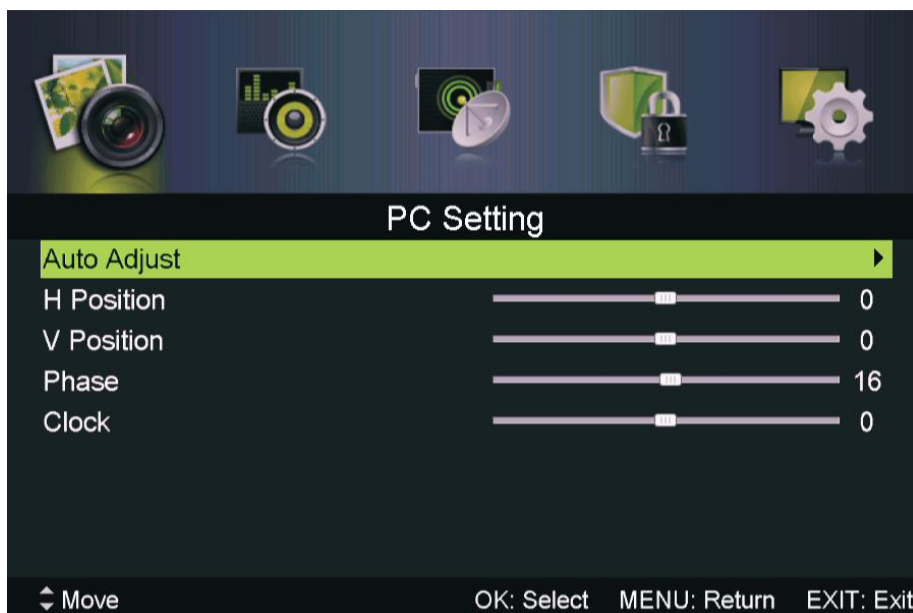 PC Setting
Auto Adjust
H Position 0
V Position 0
Phase 16
Clock 0
Move OK: Select MENU: Return EXIT: Exit